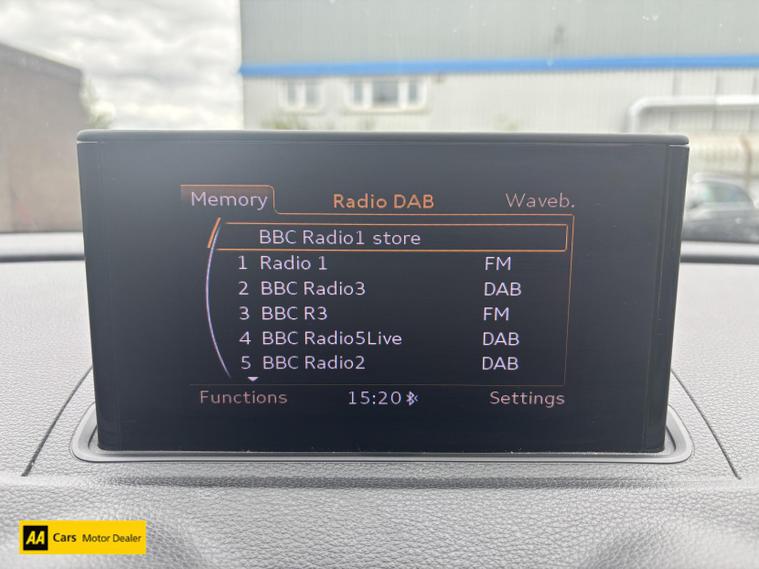 Memory Radio DAB Waveb.
BBC Radio1 store
1 Radio 1 FM
2 BBC Radio3 DAB
3 BBC R3 FM
4 BBC Radio5Live DAB
5 BBC Radio2 DAB
Functions 15:20 Settings
AA Cars Motor Dealer